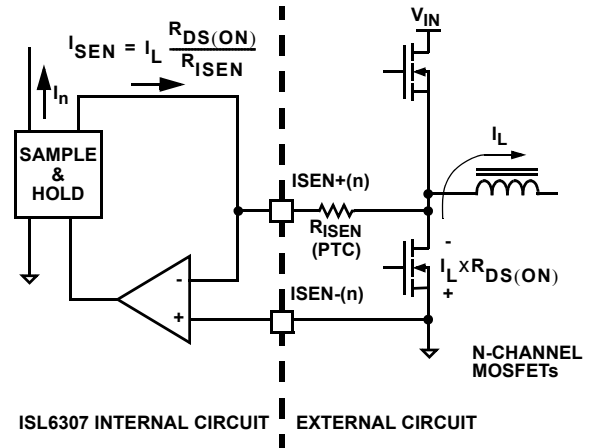 V_IN
I_SEN = I_L R_DS(ON) / R_ISEN
I_n
SAMPLE
&
HOLD
I_L
ISEN+(n)
R_ISEN
(PTC)
-
I_L x R_DS(ON)
+
-
+
ISEN-(n)
N-CHANNEL
MOSFETs
ISL6307 INTERNAL CIRCUIT
EXTERNAL CIRCUIT